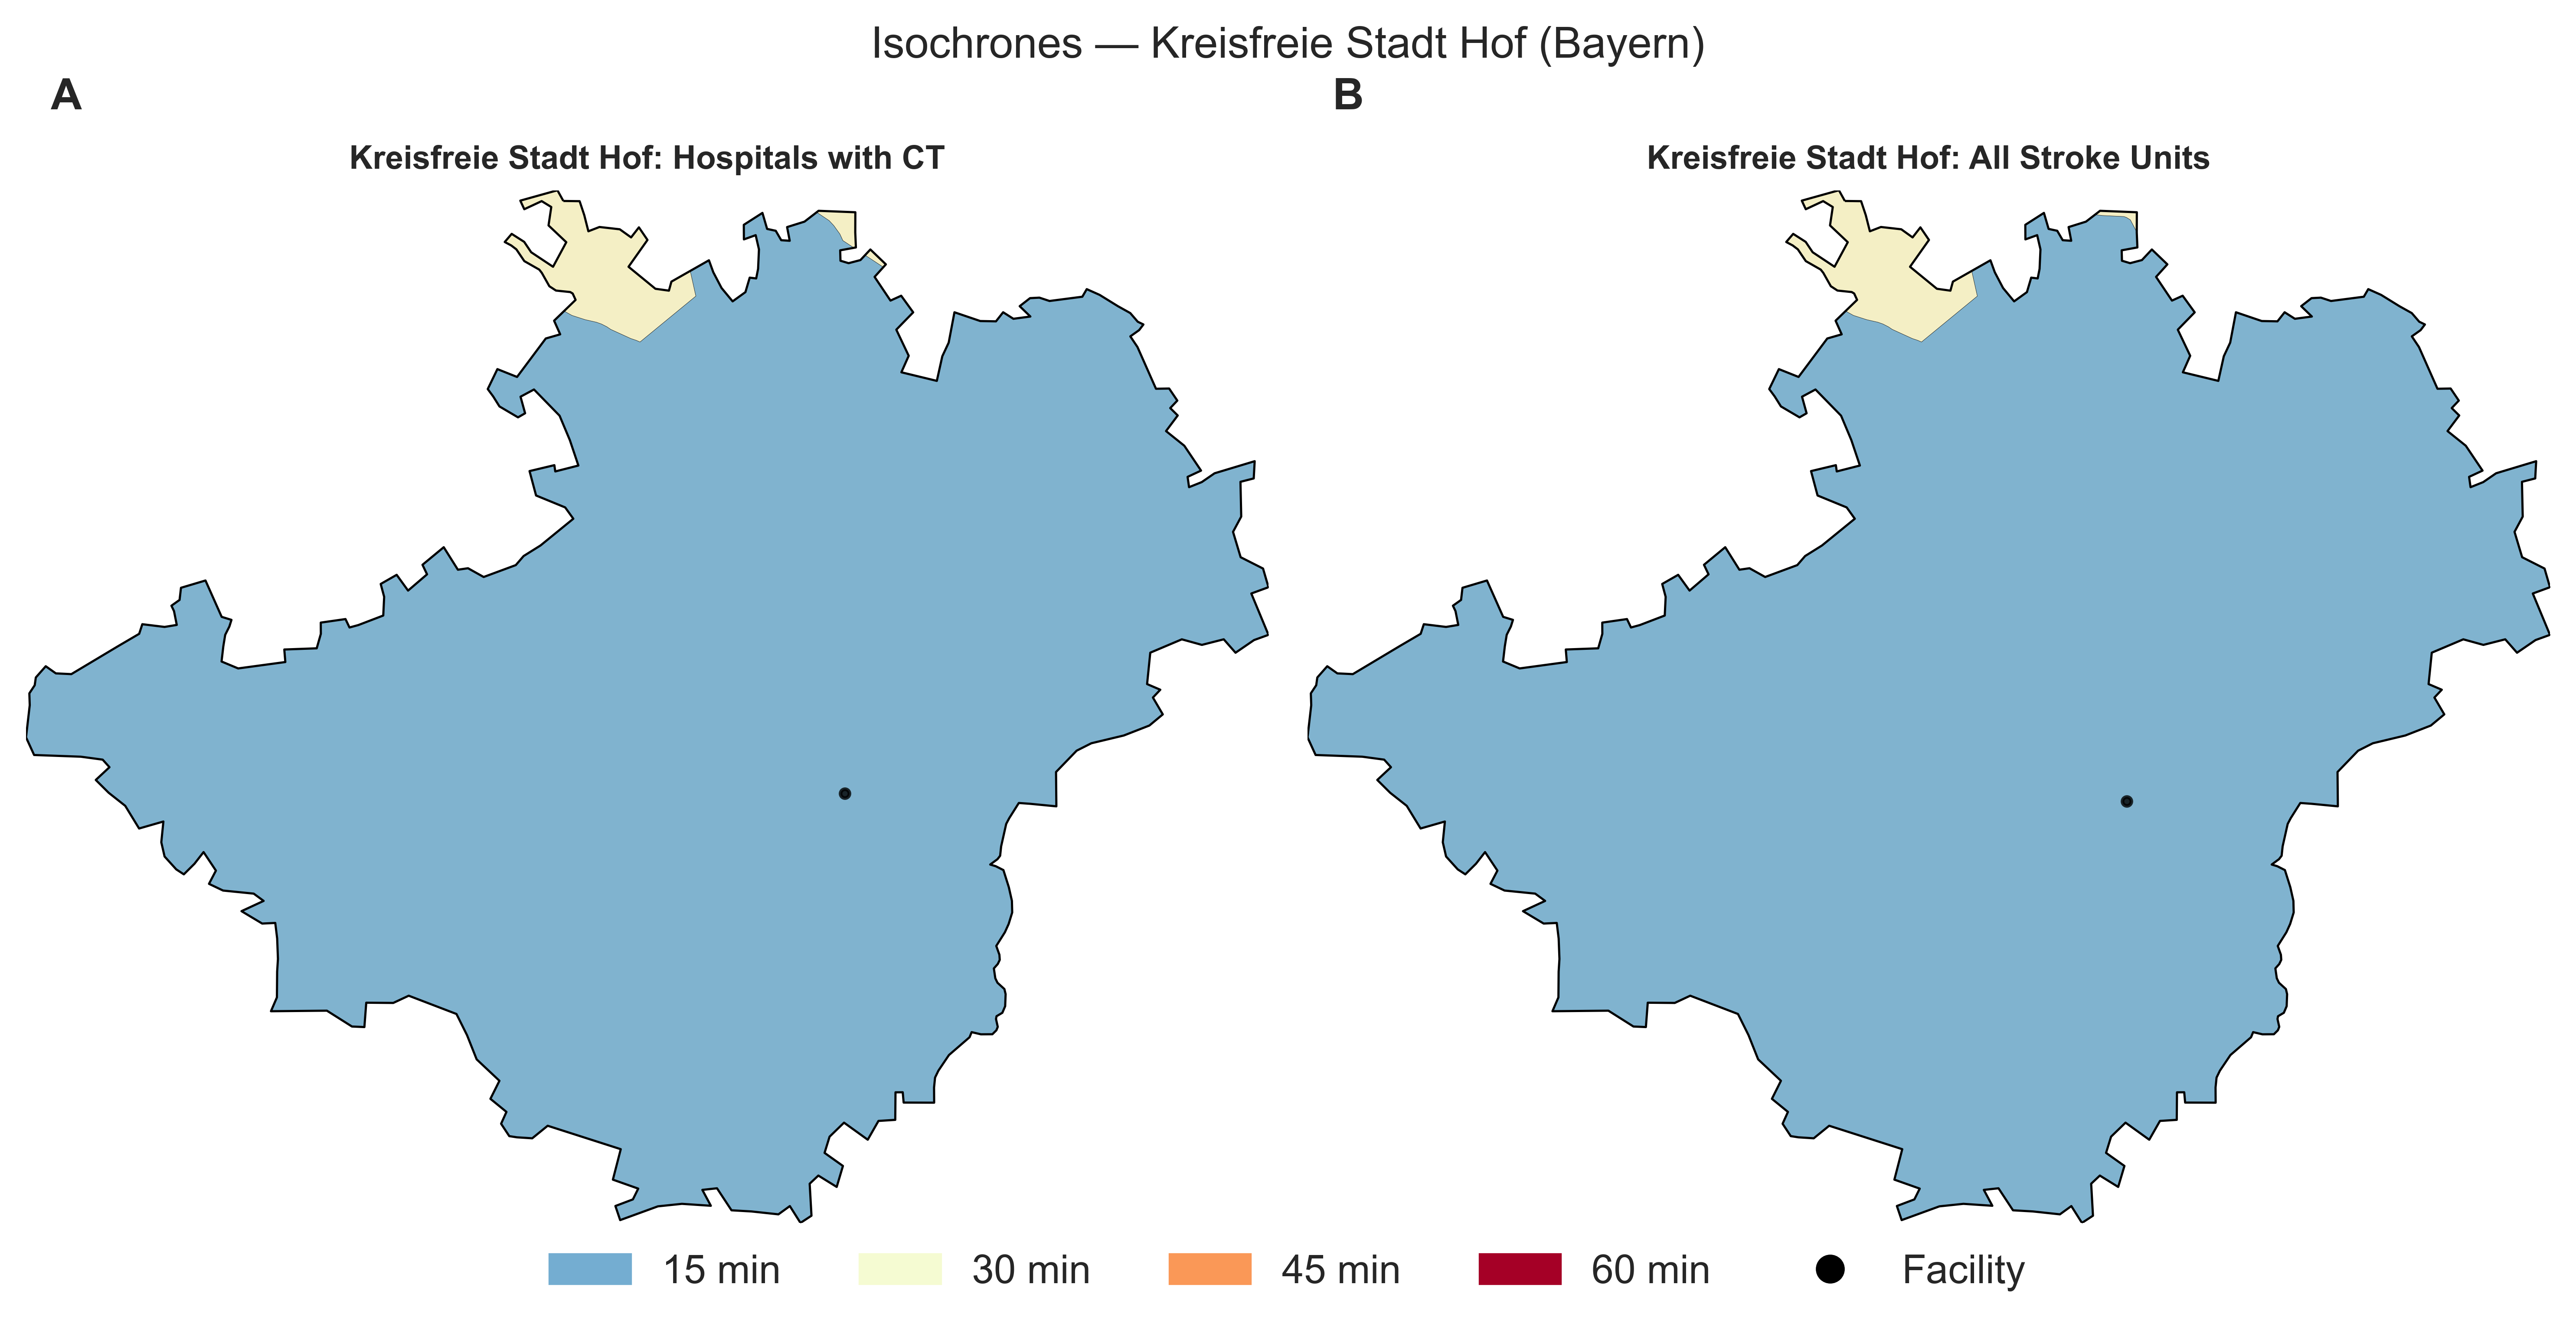 Isochrones — Kreisfreie Stadt Hof (Bayern)
A
B
Kreisfreie Stadt Hof: Hospitals with CT
Kreisfreie Stadt Hof: All Stroke Units
15 min
30 min
45 min
60 min
Facility